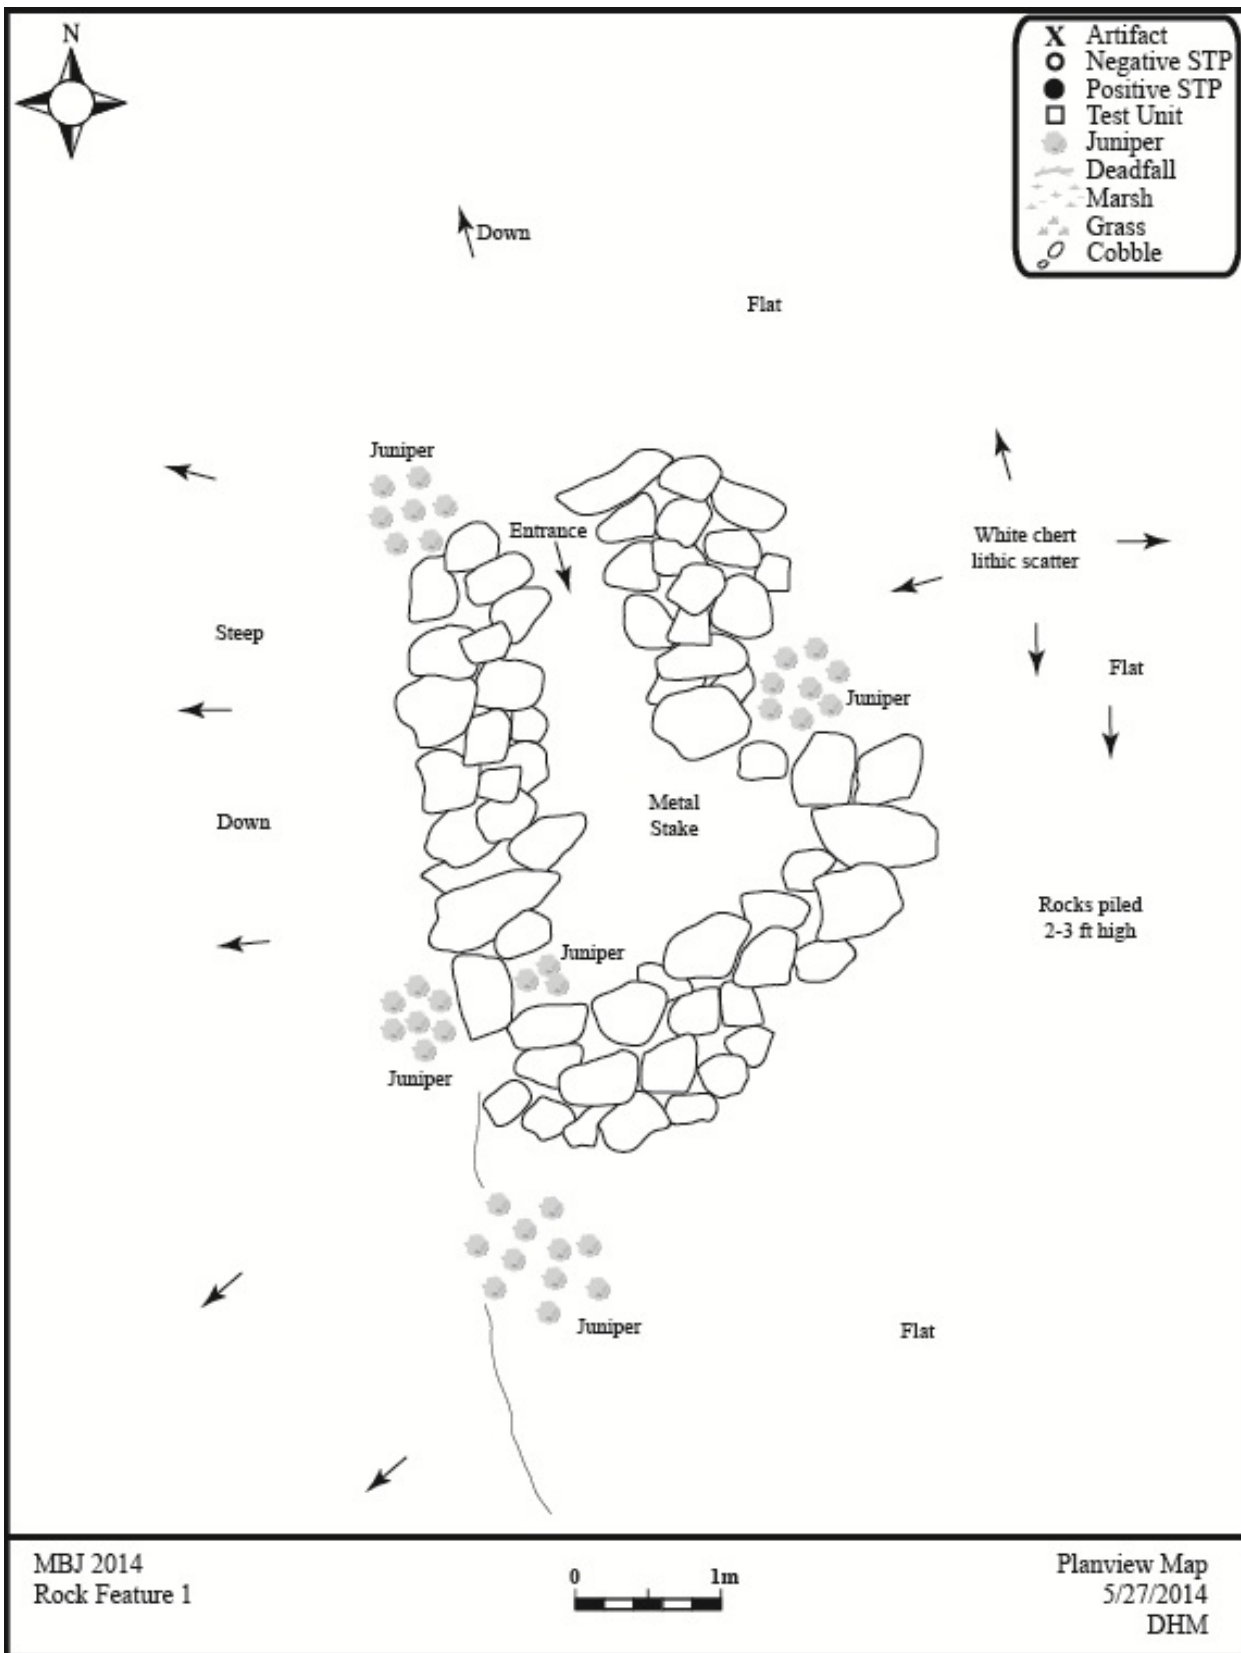 N
X Artifact
Negative STP
Positive STP
Test Unit
Juniper
Deadfall
Marsh
Grass
Cobble
Down
Flat
Juniper
Entrance
White chert
lithic scatter
Steep
Flat
Juniper
Metal
Stake
Down
Rocks piled
2-3 ft high
Juniper
Juniper
Juniper
Flat
MBJ 2014
Rock Feature 1
0 1m
Planview Map
5/27/2014
DHM